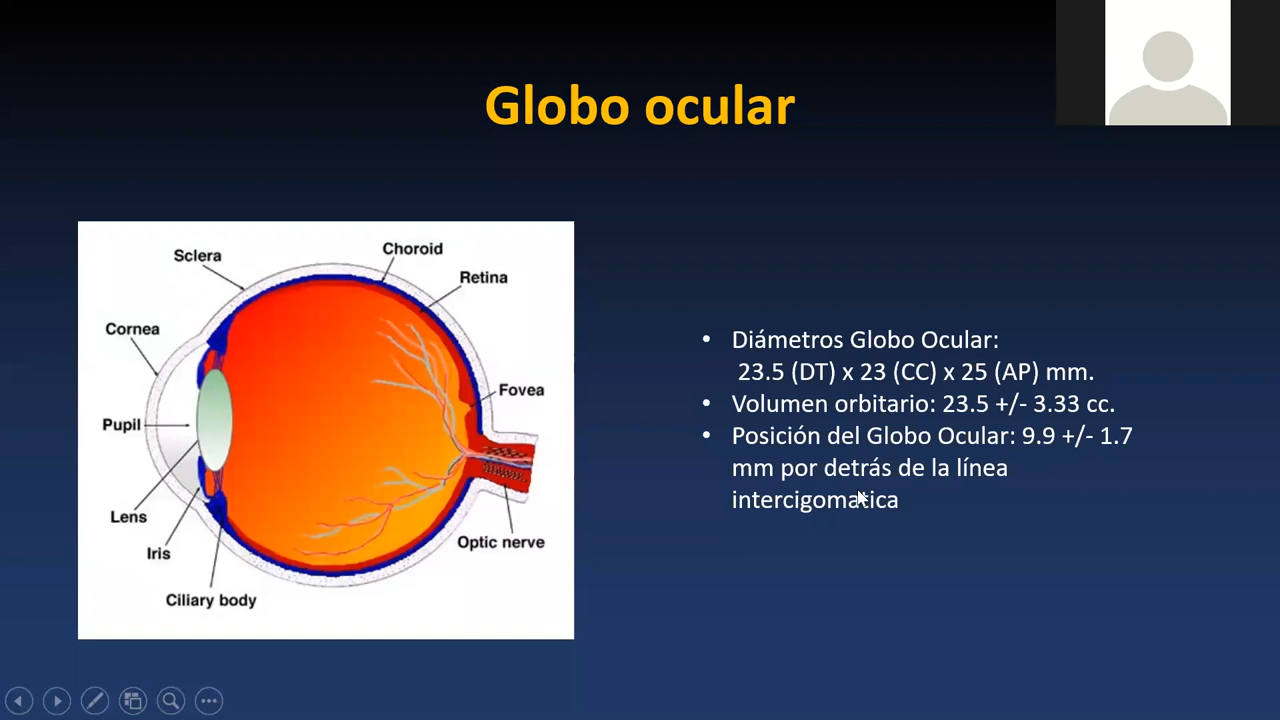 Globo ocular
Sclera
Choroid
Retina
Cornea
Fovea
Pupil
Lens
Iris
Optic nerve
Ciliary body
• Diámetros Globo Ocular:
23.5 (DT) x 23 (CC) x 25 (AP) mm.
• Volumen orbitario: 23.5 +/- 3.33 cc.
• Posición del Globo Ocular: 9.9 +/- 1.7
mm por detrás de la línea
intercigomatica